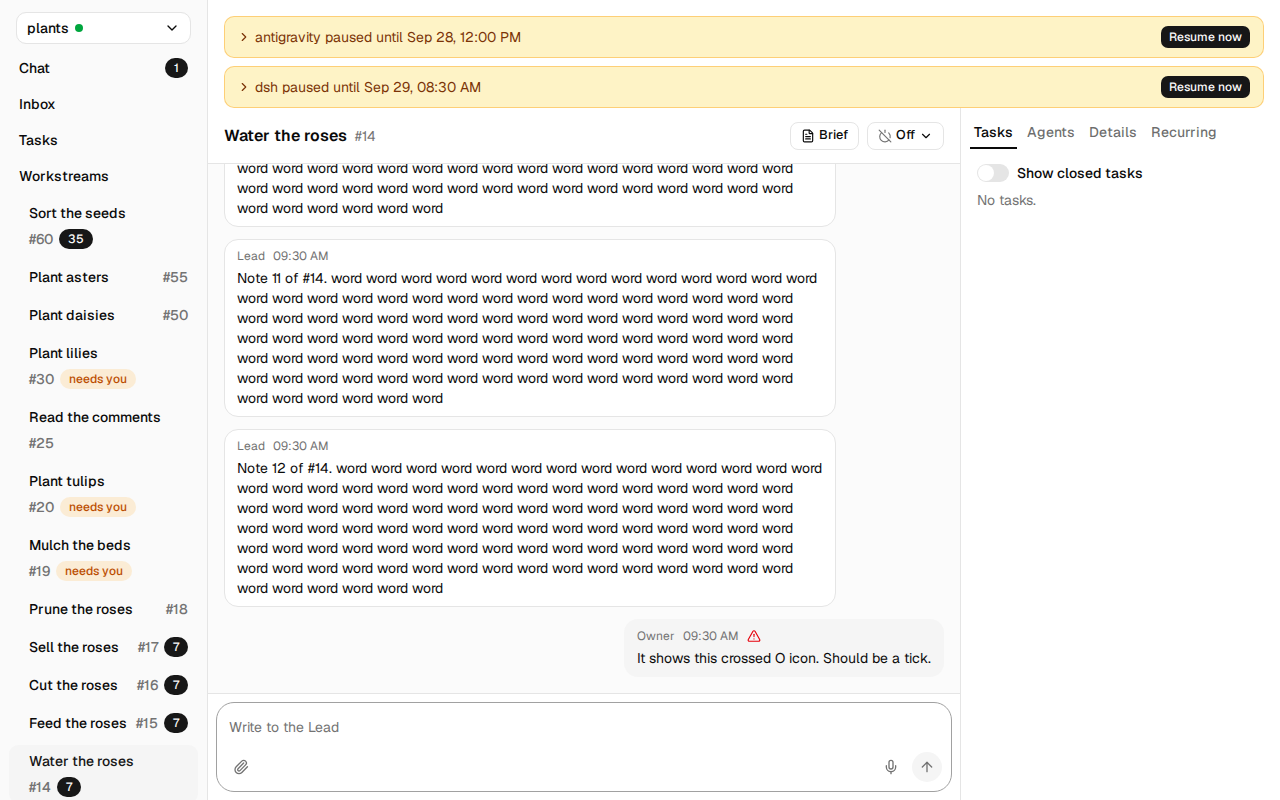 plants
Chat 1
Inbox
Tasks
Workstreams
Sort the seeds
#60 35
Plant asters #55
Plant daisies #50
Plant lilies
#30 needs you
Read the comments
#25
Plant tulips
#20 needs you
Mulch the beds
#19 needs you
Prune the roses #18
Sell the roses #17 7
Cut the roses #16 7
Feed the roses #15 7
Water the roses
#14 7
antigravity paused until Sep 28, 12:00 PM Resume now
dsh paused until Sep 29, 08:30 AM Resume now
Water the roses #14 Brief Off
word word word word word word word word word word word word word word word word
word word word word word word word word word word word word word word word word
word word word word word word
Lead 09:30 AM
Note 11 of #14. word word word word word word word word word word word word word word
word word word word word word word word word word word word word word word word
word word word word word word word word word word word word word word word word
word word word word word word word word word word word word word word word word
word word word word word word word word word word word word word word word word
word word word word word word word word word word word word word word word word
word word word word word word
Lead 09:30 AM
Note 12 of #14. word word word word word word word word word word word word word word
word word word word word word word word word word word word word word word word
word word word word word word word word word word word word word word word word
word word word word word word word word word word word word word word word word
word word word word word word word word word word word word word word word word
word word word word word word word word word word word word word word word word
word word word word word word
Owner 09:30 AM
It shows this crossed O icon. Should be a tick.
Write to the Lead
Tasks Agents Details Recurring
Show closed tasks
No tasks.